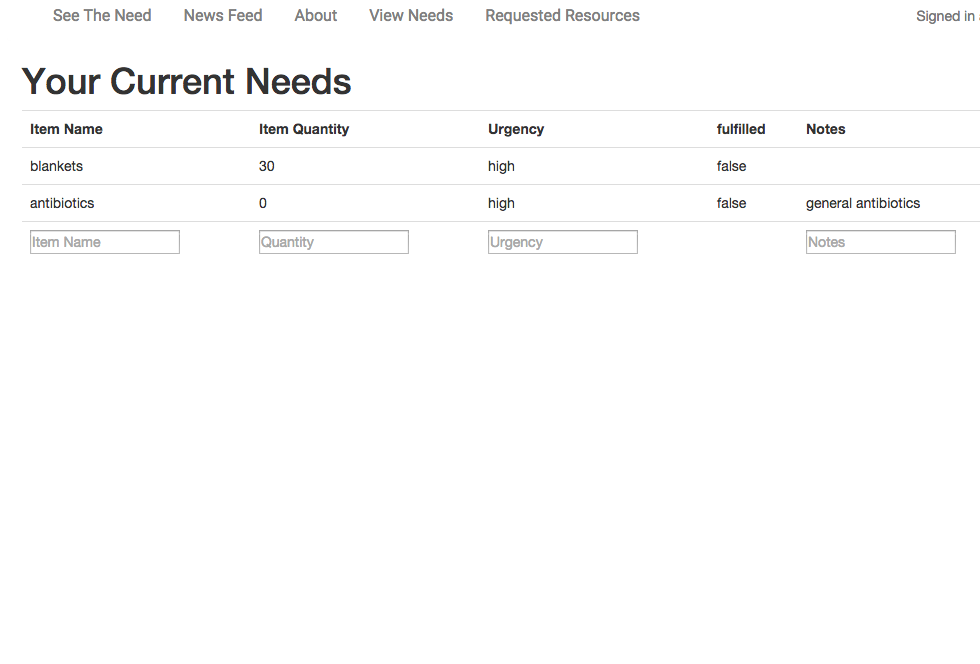 See The Need News Feed About View Needs Requested Resources Signed in
Your Current Needs
Item Name Item Quantity Urgency fulfilled Notes
blankets 30 high false
antibiotics 0 high false general antibiotics
Item Name Quantity Urgency Notes